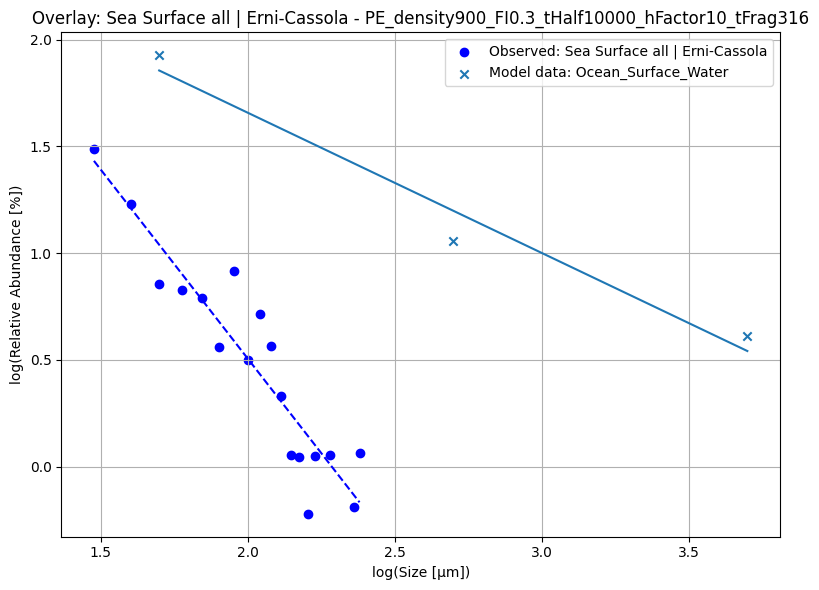 Overlay: Sea Surface all | Erni-Cassola - PE_density900_FI0.3_tHalf10000_hFactor10_tFrag316
Observed: Sea Surface all | Erni-Cassola
Model data: Ocean_Surface_Water
log(Relative Abundance [%])
2.0
1.5
1.0
0.5
0.0
1.5
2.0
2.5
3.0
3.5
log(Size [µm])